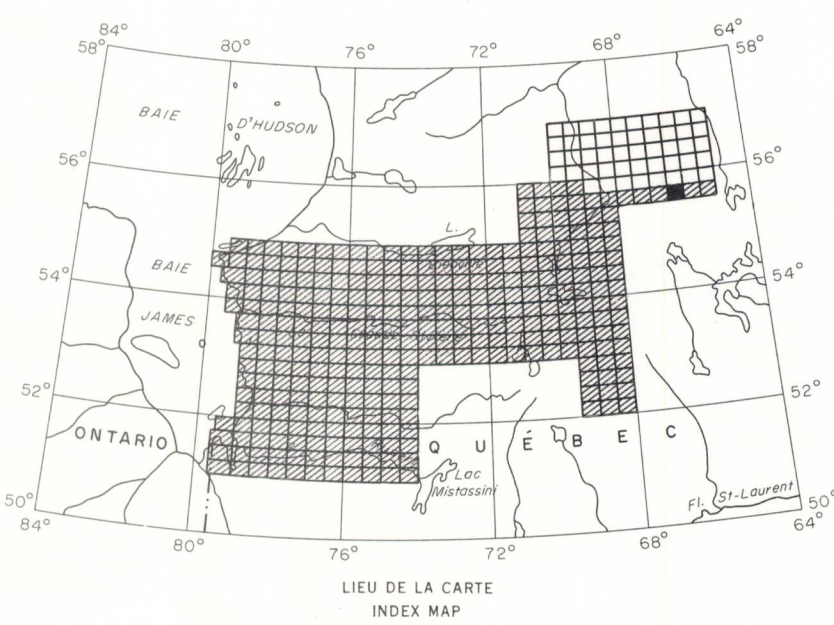 84°
80°
76°
72°
68°
64°
58°
58°
BAIE
D'HUDSON
56°
56°
L.
BAIE
54°
54°
JAMES
52°
52°
ONTARIO
QUÉBEC
Lac
Mistassini
Fl. St-Laurent
50°
50°
84°
80°
76°
72°
68°
64°
LIEU DE LA CARTE
INDEX MAP